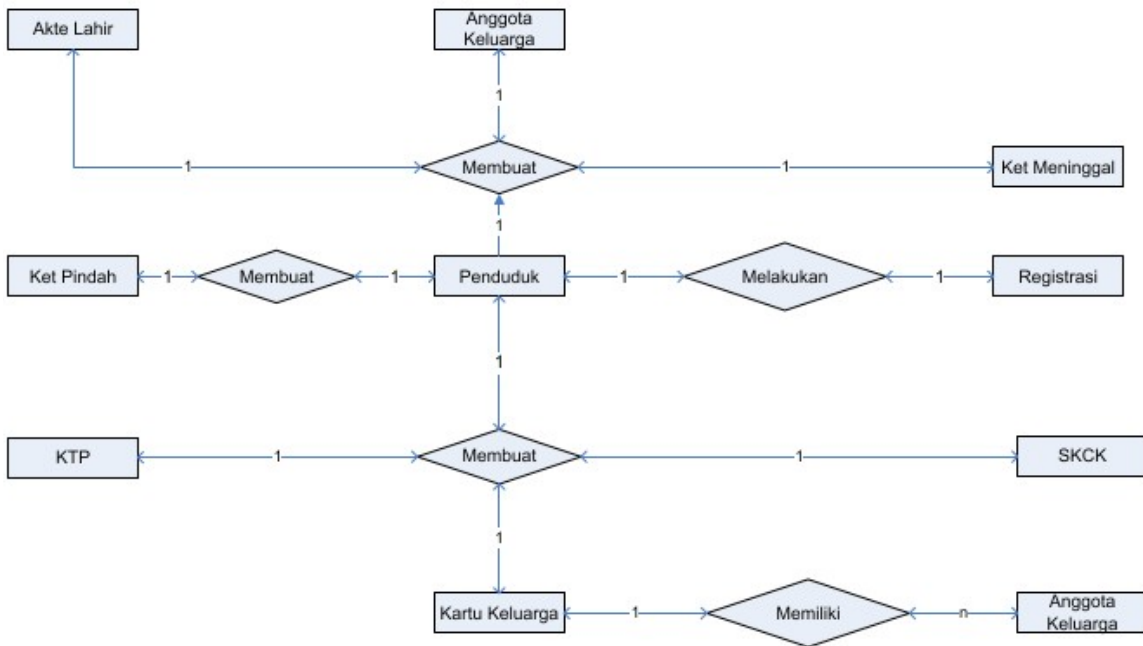 Akte Lahir
Anggota
Keluarga
1
1
Membuat
1
Ket Meninggal
1
Ket Pindah
1
Membuat
1
Penduduk
1
Melakukan
1
Registrasi
1
KTP
1
Membuat
1
SKCK
1
Kartu Keluarga
1
Memiliki
n
Anggota
Keluarga